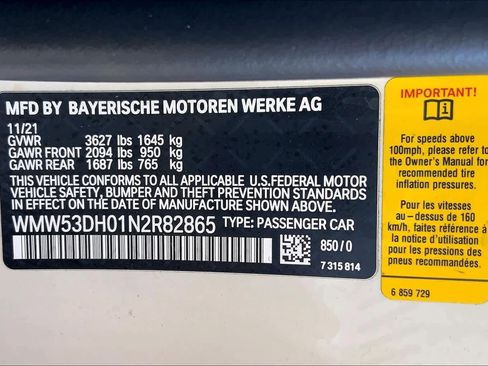 MFD BY BAYERISCHE MOTOREN WERKE AG
11/21
GVWR 3627 lbs 1645 kg
GAWR FRONT 2094 lbs 950 kg
GAWR REAR 1687 lbs 765 kg
THIS VEHICLE CONFORMS TO ALL APPLICABLE U.S.FEDERAL MOTOR
VEHICLE SAFETY, BUMPER AND THEFT PREVENTION STANDARDS
IN EFFECT ON THE DATE OF MANUFACTURE SHOWN ABOVE.
WMW53DH01N2R82865 TYPE: PASSENGER CAR
850/0
7 315 814
IMPORTANT!
For speeds above
100mph, please refer to
the Owner's Manual for
recommended tire
inflation pressures.
Pour les vitesses
au-dessus de 160
km/h, faites référence à
la notice d'utilisation
pour les pressions des
pneus recommandées.
6 859 729